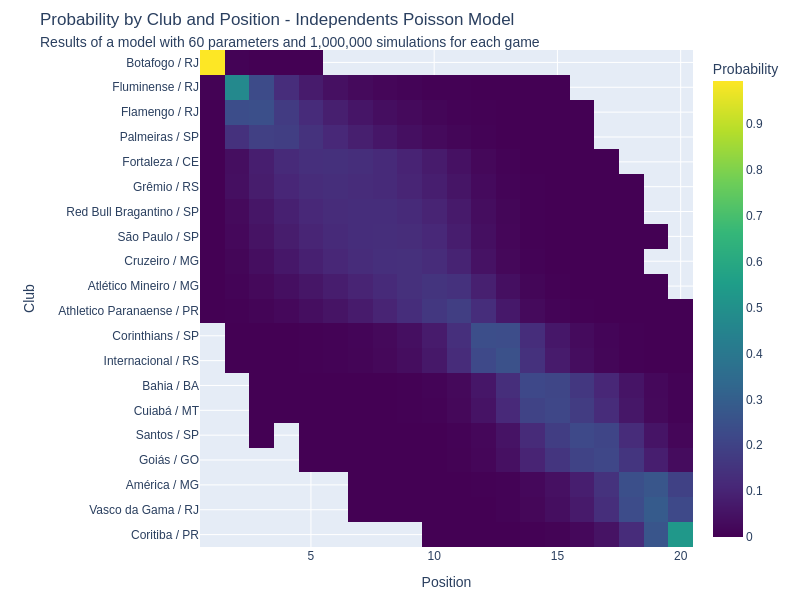 Probability by Club and Position - Independents Poisson Model
Results of a model with 60 parameters and 1,000,000 simulations for each game
Botafogo / RJ
Fluminense / RJ
Flamengo / RJ
Palmeiras / SP
Fortaleza / CE
Grêmio / RS
Red Bull Bragantino / SP
São Paulo / SP
Cruzeiro / MG
Atlético Mineiro / MG
Athletico Paranaense / PR
Corinthians / SP
Internacional / RS
Bahia / BA
Cuiabá / MT
Santos / SP
Goiás / GO
América / MG
Vasco da Gama / RJ
Coritiba / PR
Club
5
10
15
20
Position
Probability
0.9
0.8
0.7
0.6
0.5
0.4
0.3
0.2
0.1
0